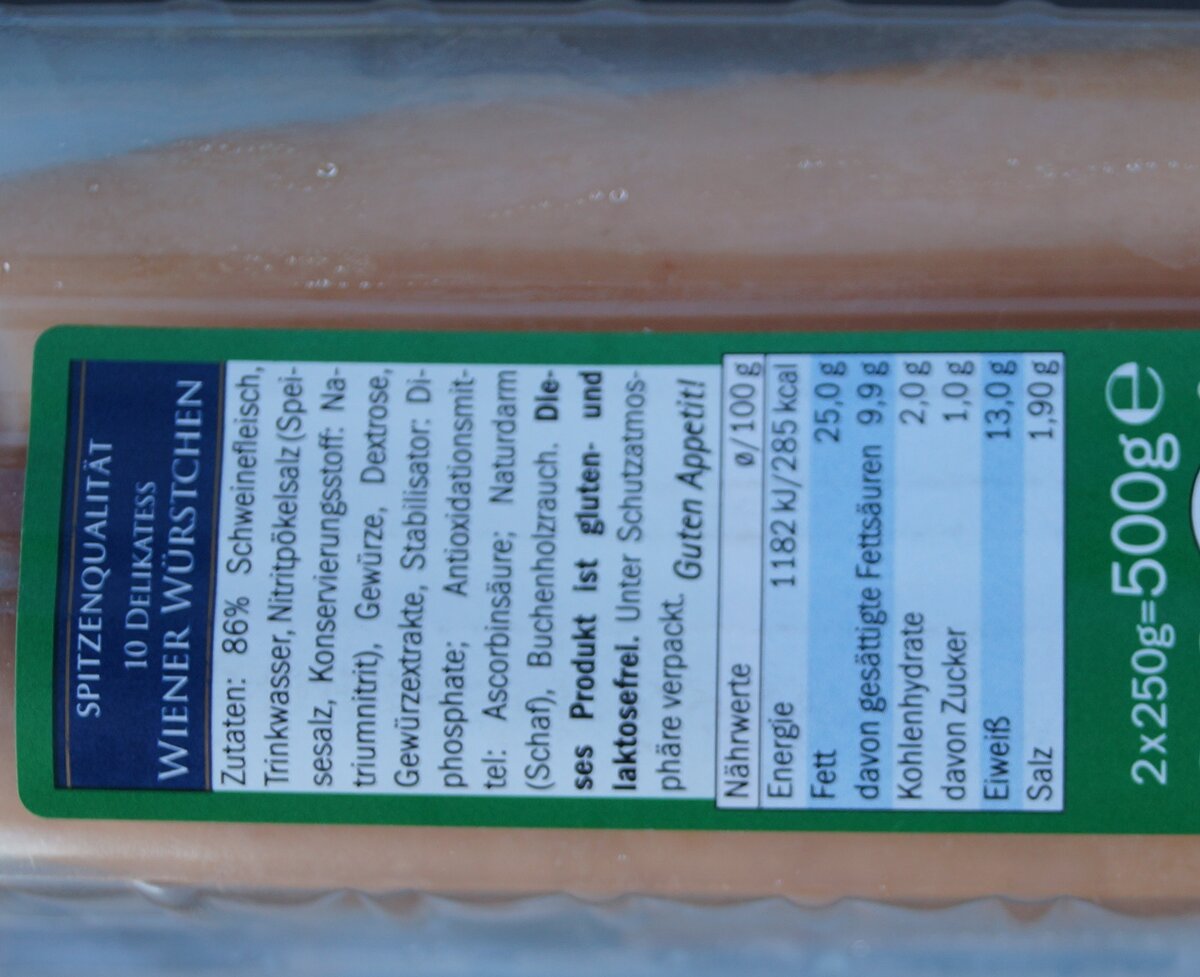 SPITZENQUALITÄT
10 DELIKATESS
WIENER WÜRSTCHEN
Zutaten: 86% Schweinefleisch,
Trinkwasser, Nitritpökelsalz (Spei-
sesalz, Konservierungsstoff: Na-
triumnitrit), Gewürze, Dextrose,
Gewürzextrakte, Stabilisator: Di-
phosphate; Antioxidationsmit-
tel: Ascorbinsäure; Naturdarm
(Schaf), Buchenholzrauch. Die-
ses Produkt ist gluten- und
laktosefrei. Unter Schutzatmos-
phäre verpackt. Guten Appetit!
Nährwerte ø/100 g
Energie 1182 kJ/285 kcal
Fett 25,0 g
davon gesättigte Fettsäuren 9,9 g
Kohlenhydrate 2,0 g
davon Zucker 1,0 g
Eiweiß 13,0 g
Salz 1,90 g
2x250g=500g e